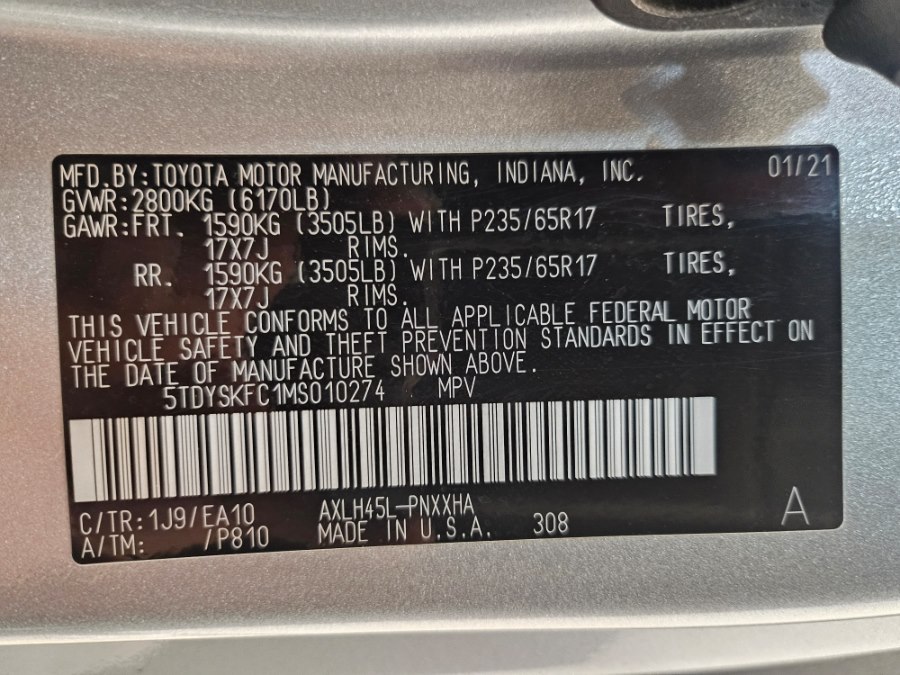 MFD.BY:TOYOTA MOTOR MANUFACTURING, INDIANA, INC. 01/21
GVWR:2800KG (6170LB)
GAWR:FRT. 1590KG (3505LB) WITH P235/65R17 TIRES,
17X7J RIMS.
RR. 1590KG (3505LB) WITH P235/65R17 TIRES,
17X7J RIMS.
THIS VEHICLE CONFORMS TO ALL APPLICABLE FEDERAL MOTOR
VEHICLE SAFETY AND THEFT PREVENTION STANDARDS IN EFFECT ON
THE DATE OF MANUFACTURE SHOWN ABOVE.
5TDYSKFC1MS010274 MPV
C/TR:1J9/EA10 AXLH45L-PNXXHA
A/TM: /P810 MADE IN U.S.A. 308 A